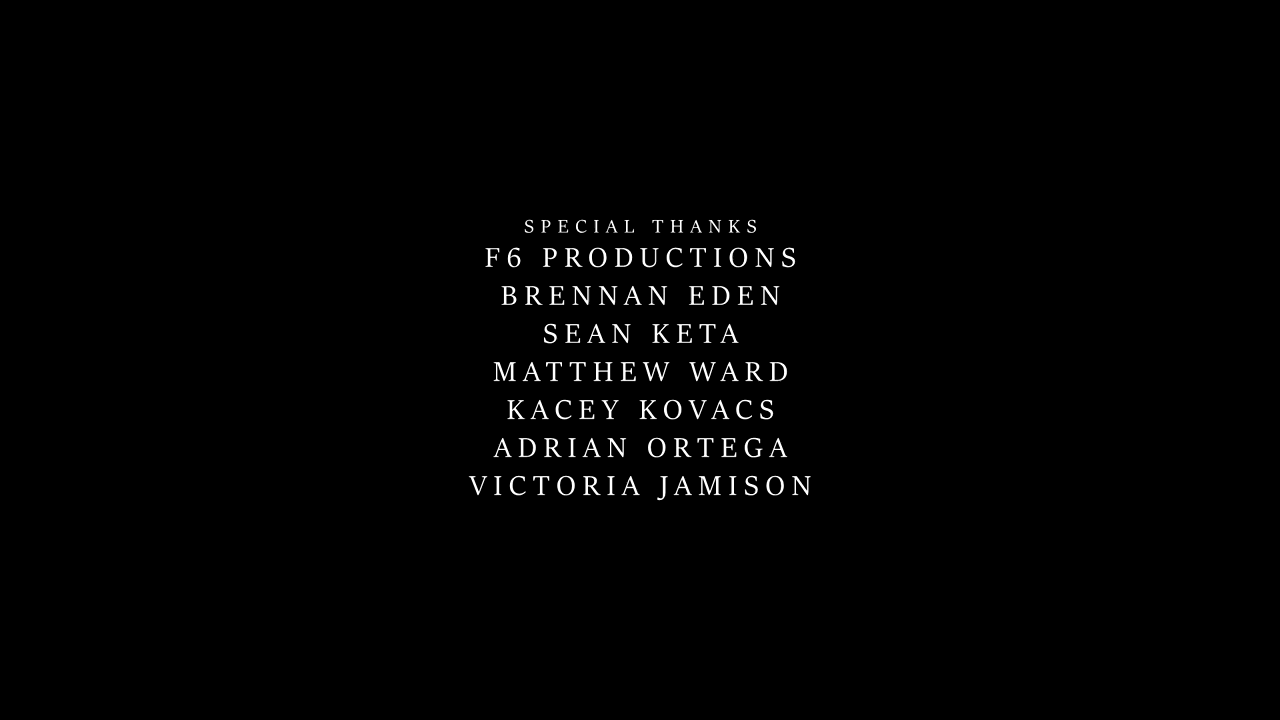 SPECIAL THANKS
F6 PRODUCTIONS
BRENNAN EDEN
SEAN KETA
MATTHEW WARD
KACEY KOVACS
ADRIAN ORTEGA
VICTORIA JAMISON